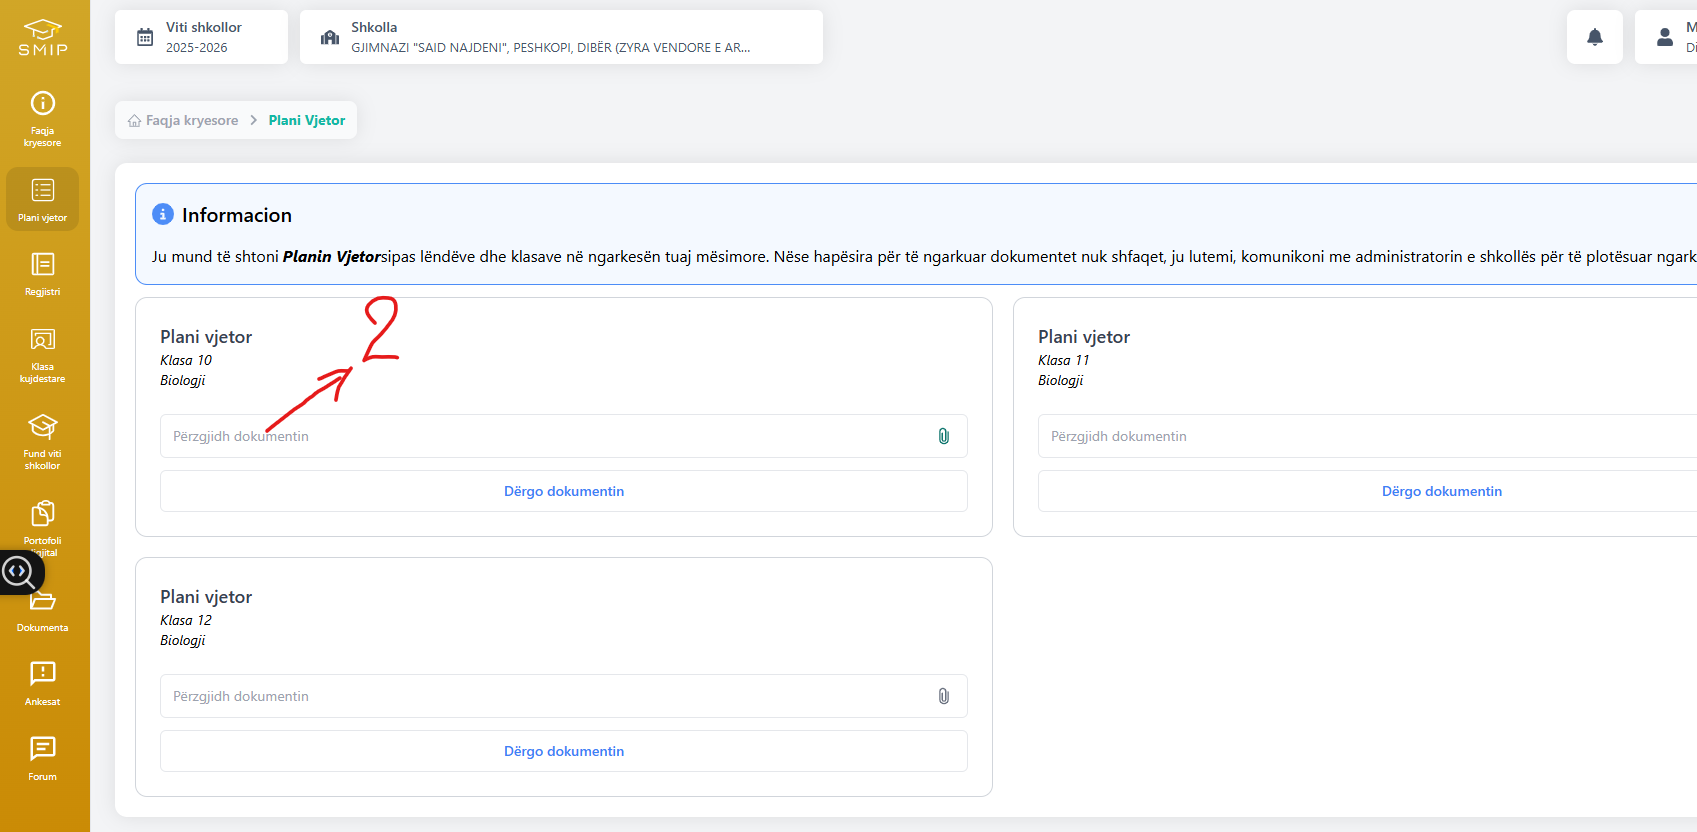 SMIP
Viti shkollor
2025-2026
Shkolla
GJIMNAZI "SAID NAJDENI", PESHKOPI, DIBËR (ZYRA VENDORE E AR...
M
Di
Faqja kryesore
Plani vjetor
Regjistri
Klasa kujdestare
Fund viti shkollor
Portofoli
Dokumenta
Ankesat
Forum
Faqja kryesore > Plani Vjetor
Informacion
Ju mund të shtoni Planin Vjetorsipas lëndëve dhe klasave në ngarkesën tuaj mësimore. Nëse hapësira për të ngarkuar dokumentet nuk shfaqet, ju lutemi, komunikoni me administratorin e shkollës për të plotësuar ngark
2
Plani vjetor
Klasa 10
Biologji
Përzgjidh dokumentin
Dërgo dokumentin
Plani vjetor
Klasa 11
Biologji
Përzgjidh dokumentin
Dërgo dokumentin
Plani vjetor
Klasa 12
Biologji
Përzgjidh dokumentin
Dërgo dokumentin